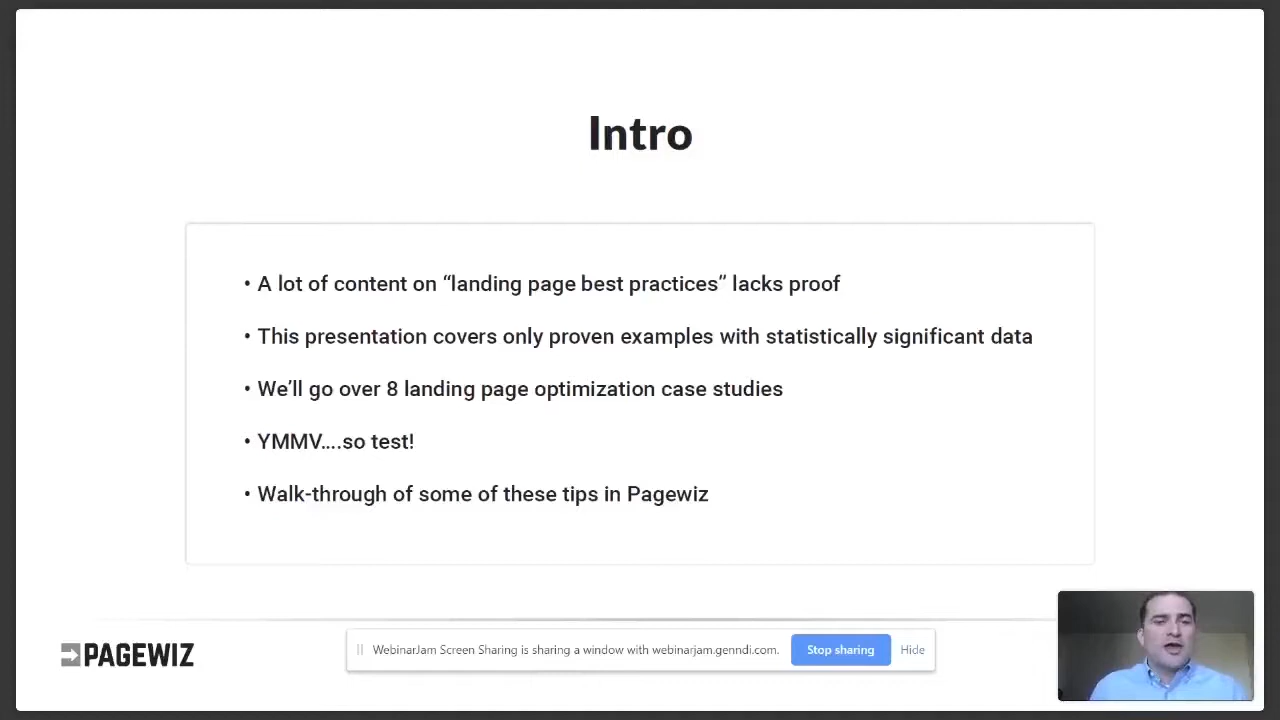 Intro
• A lot of content on “landing page best practices” lacks proof
• This presentation covers only proven examples with statistically significant data
• We’ll go over 8 landing page optimization case studies
• YMMV....so test!
• Walk-through of some of these tips in Pagewiz
PAGEWIZ
WebinarJam Screen Sharing is sharing a window with webinarjam.genndi.com. Stop sharing Hide